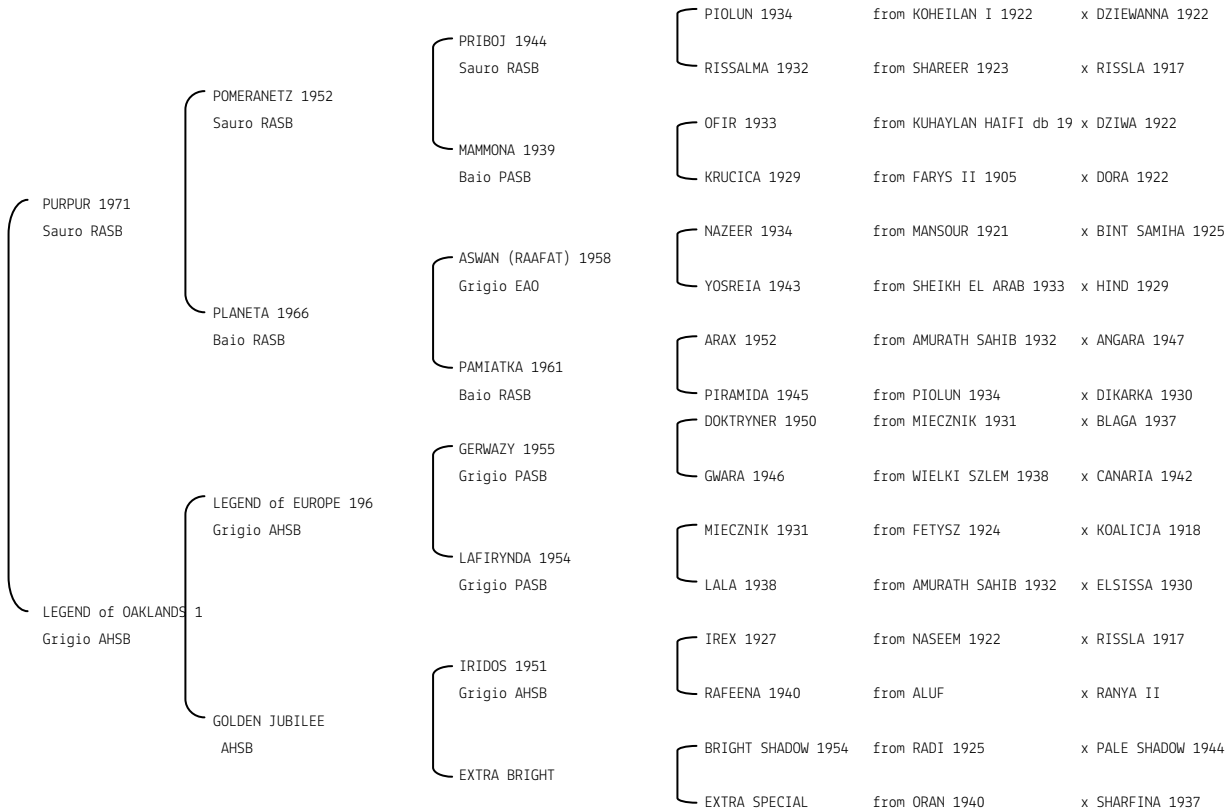 PIOLUN 1934 from KOHEILAN I 1922 x DZIEWANNA 1922
PRIBOJ 1944
Sauro RASB
RISSALMA 1932 from SHAREER 1923 x RISSLA 1917
POMERANETZ 1952
Sauro RASB
OFIR 1933 from KUHAYLAN HAIFI db 19 x DZIWA 1922
MAMMONA 1939
Baio PASB
KRUCICA 1929 from FARYS II 1905 x DORA 1922
PURPUR 1971
Sauro RASB
NAZEER 1934 from MANSOUR 1921 x BINT SAMIHA 1925
ASWAN (RAAFAT) 1958
Grigio EAO
YOSREIA 1943 from SHEIKH EL ARAB 1933 x HIND 1929
PLANETA 1966
Baio RASB
ARAX 1952 from AMURATH SAHIB 1932 x ANGARA 1947
PAMIATKA 1961
Baio RASB
PIRAMIDA 1945 from PIOLUN 1934 x DIKARKA 1930
DOKTRYNER 1950 from MIECZNIK 1931 x BLAGA 1937
GERWAZY 1955
Grigio PASB
GWARA 1946 from WIELKI SZLEM 1938 x CANARIA 1942
LEGEND of EUROPE 196
Grigio AHSB
MIECZNIK 1931 from FETYSZ 1924 x KOALICJA 1918
LAFIRYNDA 1954
Grigio PASB
LALA 1938 from AMURATH SAHIB 1932 x ELSISSA 1930
LEGEND of OAKLANDS 1
Grigio AHSB
IREX 1927 from NASEEM 1922 x RISSLA 1917
IRIDOS 1951
Grigio AHSB
RAFEENA 1940 from ALUF x RANYA II
GOLDEN JUBILEE
AHSB
BRIGHT SHADOW 1954 from RADI 1925 x PALE SHADOW 1944
EXTRA BRIGHT
EXTRA SPECIAL from ORAN 1940 x SHARFINA 1937